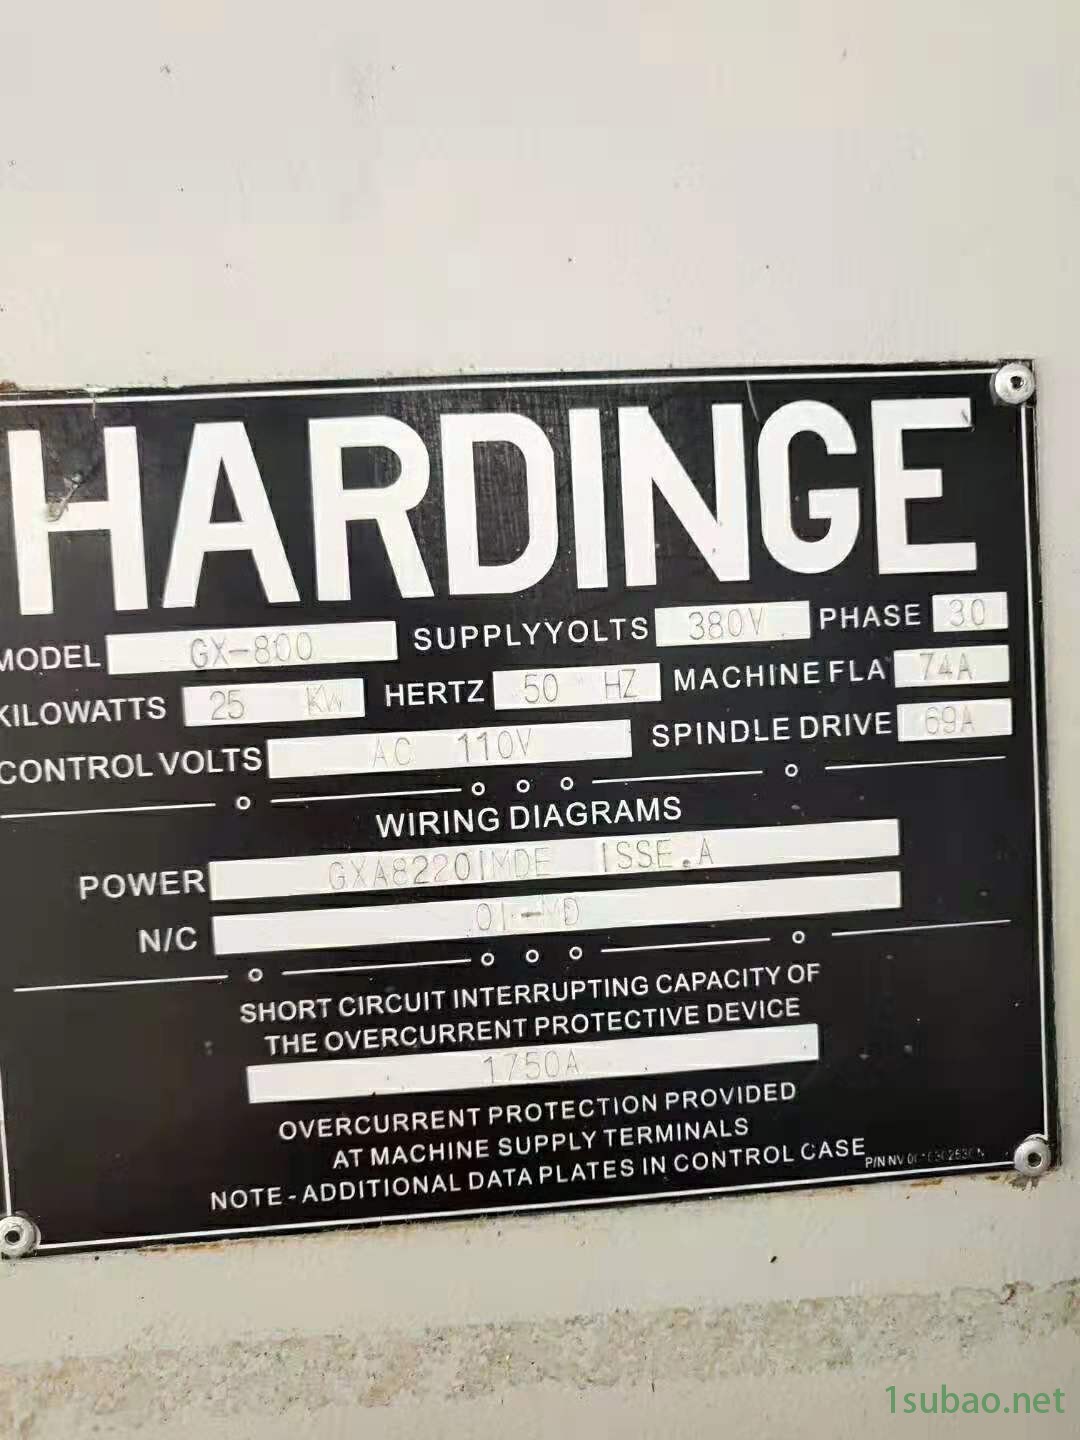 HARDINGE
MODEL GX-800 SUPPLYYOLTS 380V PHASE 30
KILOWATTS 25 KW HERTZ 50 HZ MACHINE FLA 74A
CONTROL VOLTS AC 110V SPINDLE DRIVE 69A
WIRING DIAGRAMS
POWER GXA82201MDE ISSE.A
N/C
SHORT CIRCUIT INTERRUPTING CAPACITY OF
THE OVERCURRENT PROTECTIVE DEVICE
1750A
OVERCURRENT PROTECTION PROVIDED
AT MACHINE SUPPLY TERMINALS
NOTE-ADDITIONAL DATA PLATES IN CONTROL CASE
P/N NV
1subao.net